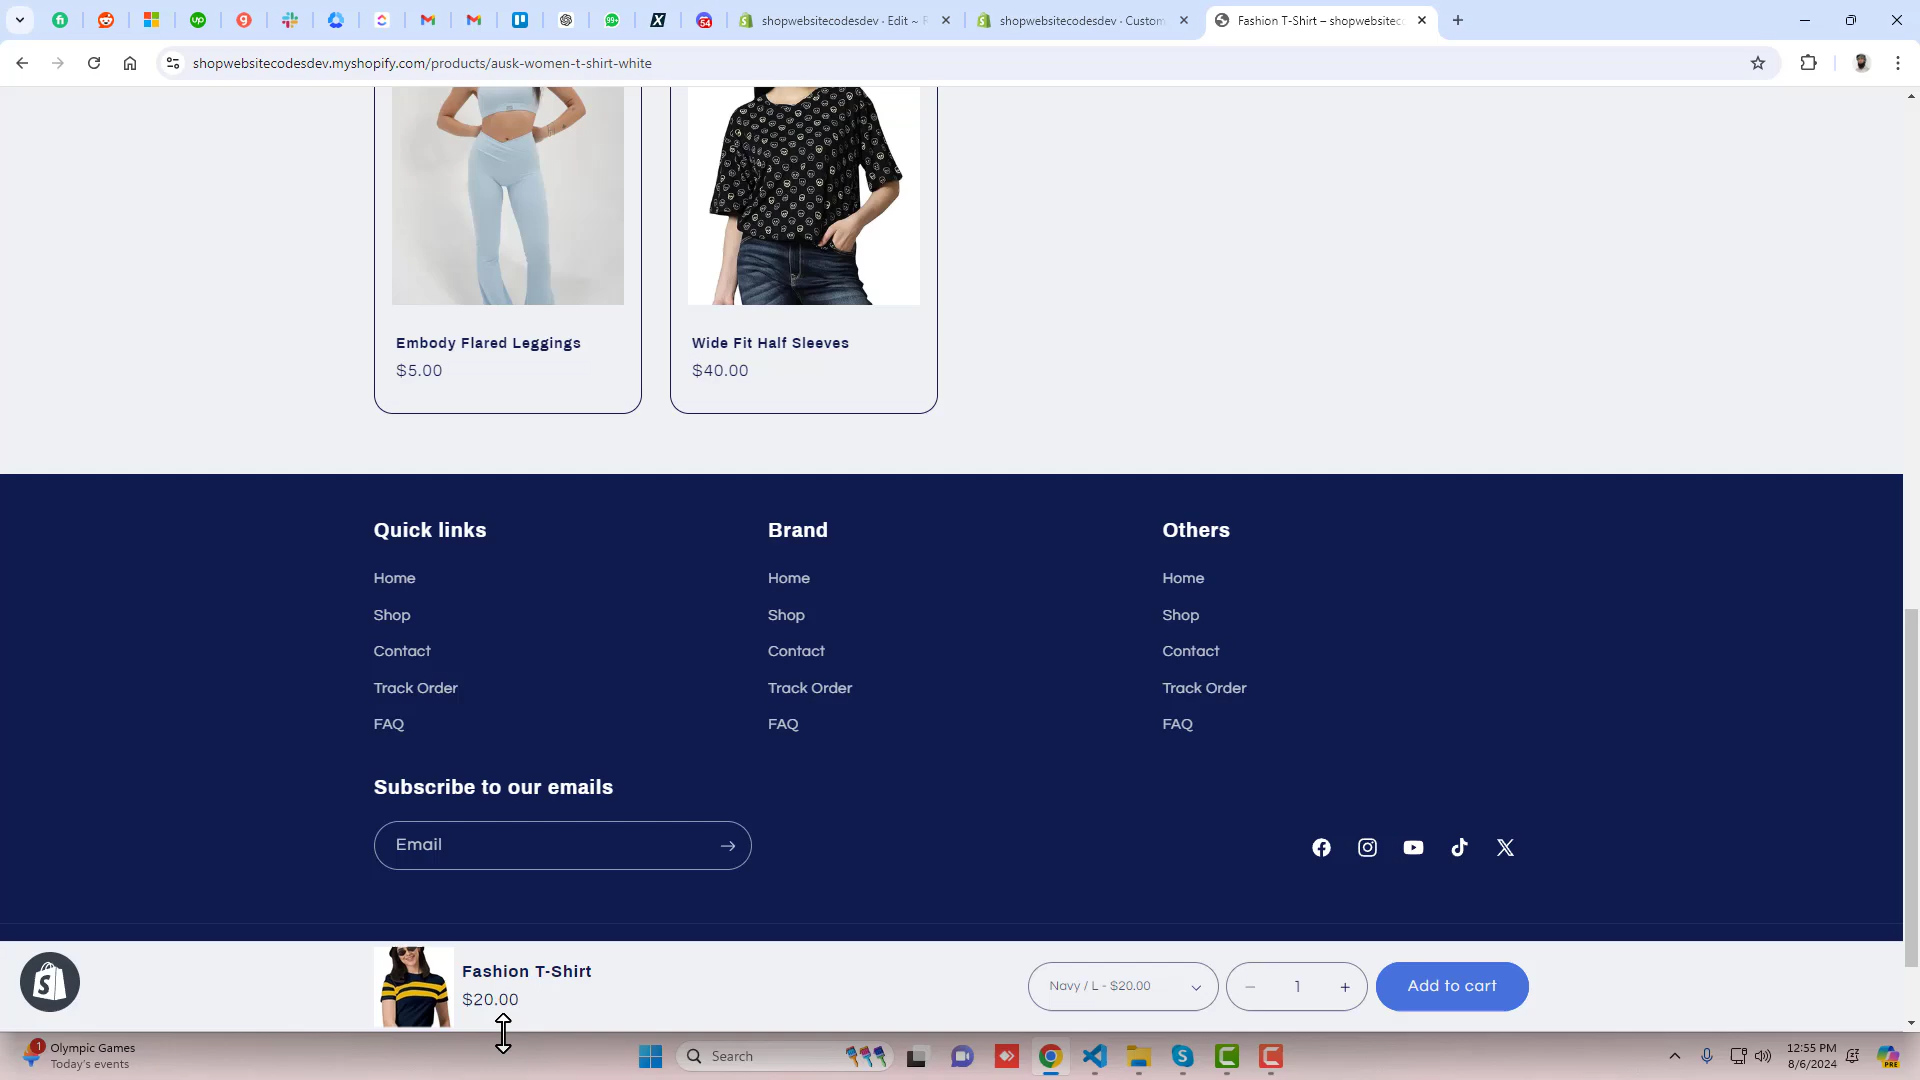 shopwebsitecodesdev - Edit ~
shopwebsitecodesdev - Custom
Fashion T-Shirt – shopwebsitec
shopwebsitecodesdev.myshopify.com/products/ausk-women-t-shirt-white
Embody Flared Leggings
$5.00
Wide Fit Half Sleeves
$40.00
Quick links
Home
Shop
Contact
Track Order
FAQ
Brand
Home
Shop
Contact
Track Order
FAQ
Others
Home
Shop
Contact
Track Order
FAQ
Subscribe to our emails
Email
Fashion T-Shirt
$20.00
Navy / L - $20.00
1
Add to cart
1
Olympic Games
Today's events
Search
12:55 PM
8/6/2024